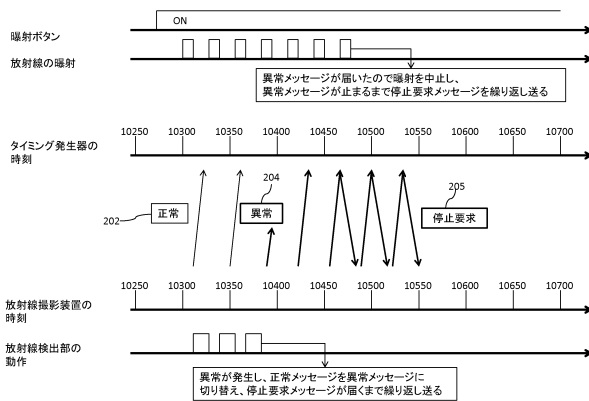 ON
曝射ボタン
放射線の曝射
異常メッセージが届いたので曝射を中止し、
異常メッセージが止まるまで停止要求メッセージを繰り返し送る
タイミング発生器の
時刻
10250 10300 10350 10400 10450 10500 10550 10600 10650 10700
202
正常
204
異常
205
停止要求
放射線撮影装置の
時刻
10250 10300 10350 10400 10450 10500 10550 10600 10650 10700
放射線検出部の
動作
異常が発生し、正常メッセージを異常メッセージに
切り替え、停止要求メッセージが届くまで繰り返し送る